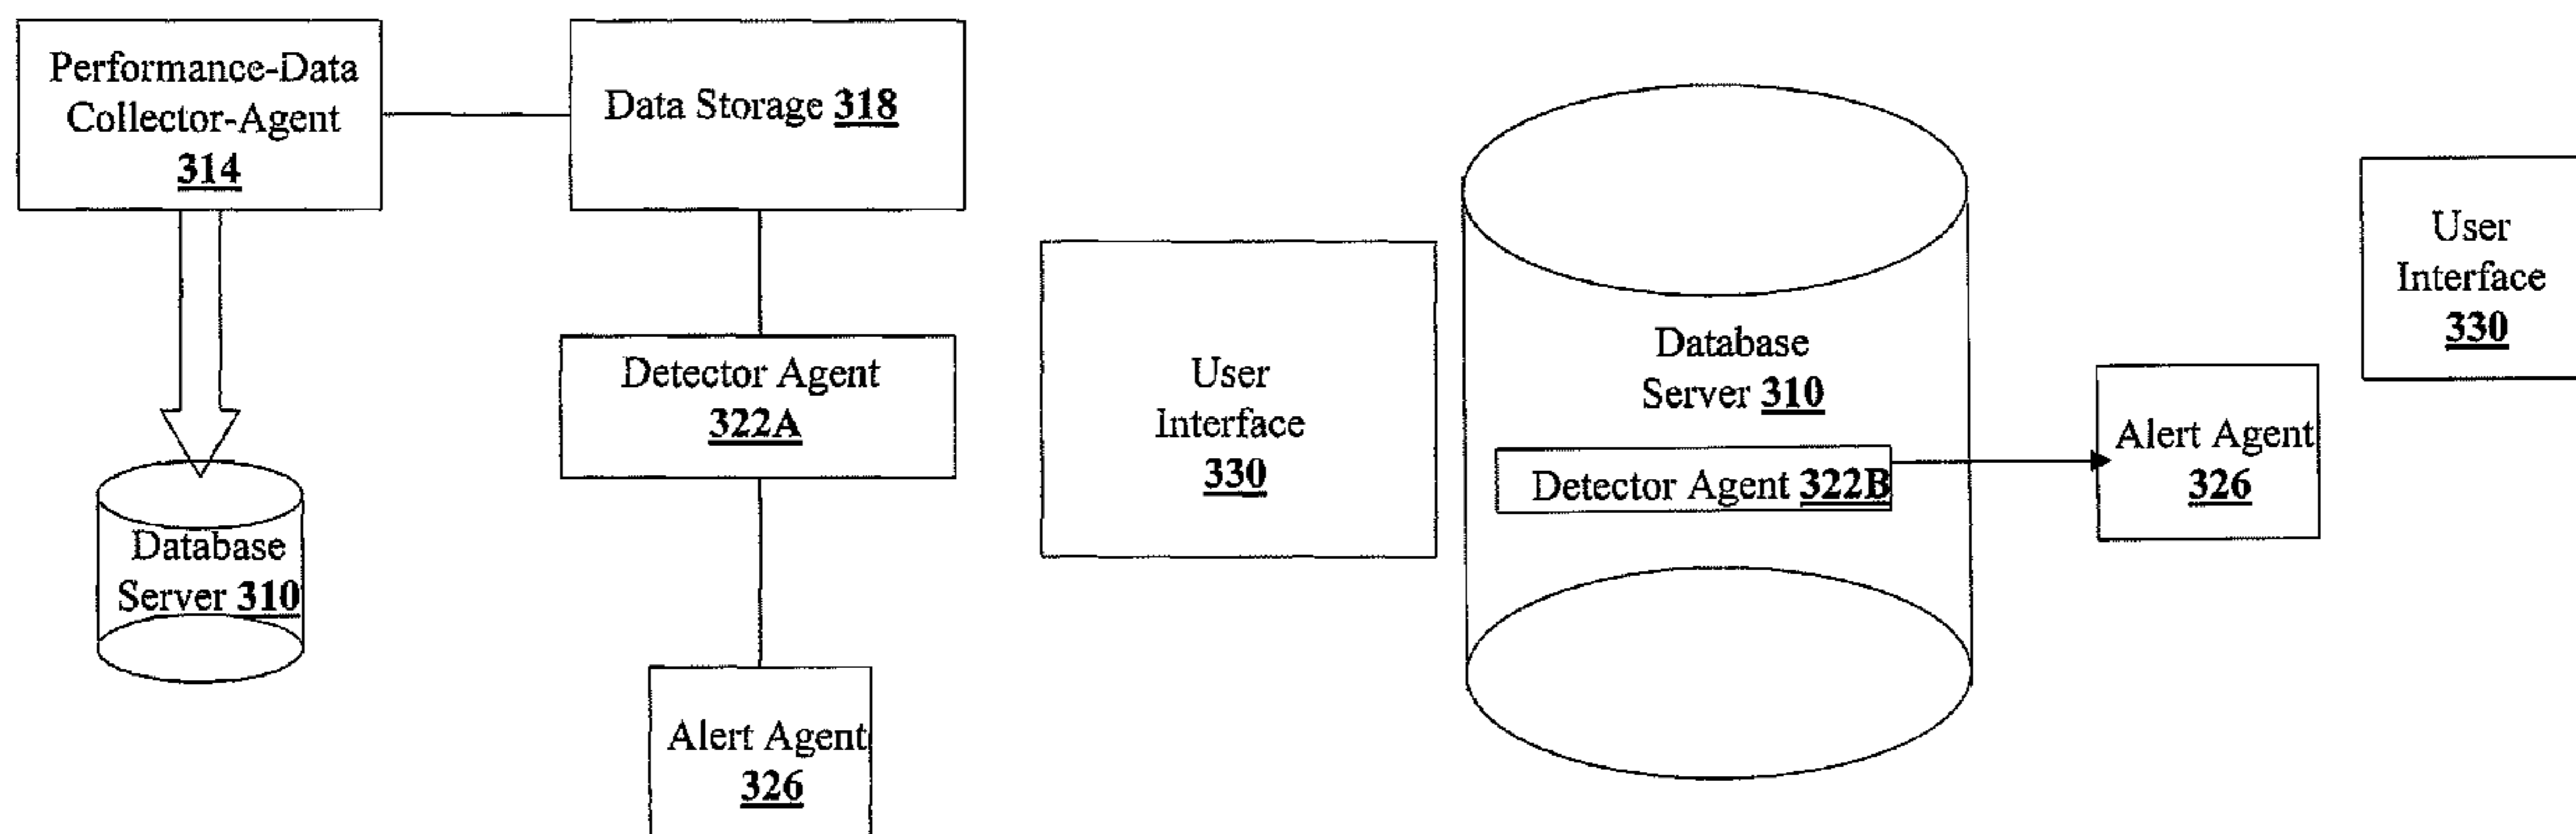 Performance-Data
Collector-Agent
314
Data Storage 318
Detector Agent
322A
Database
Server 310
Alert Agent
326
User
Interface
330
Database
Server 310
Detector Agent 322B
Alert Agent
326
User
Interface
330